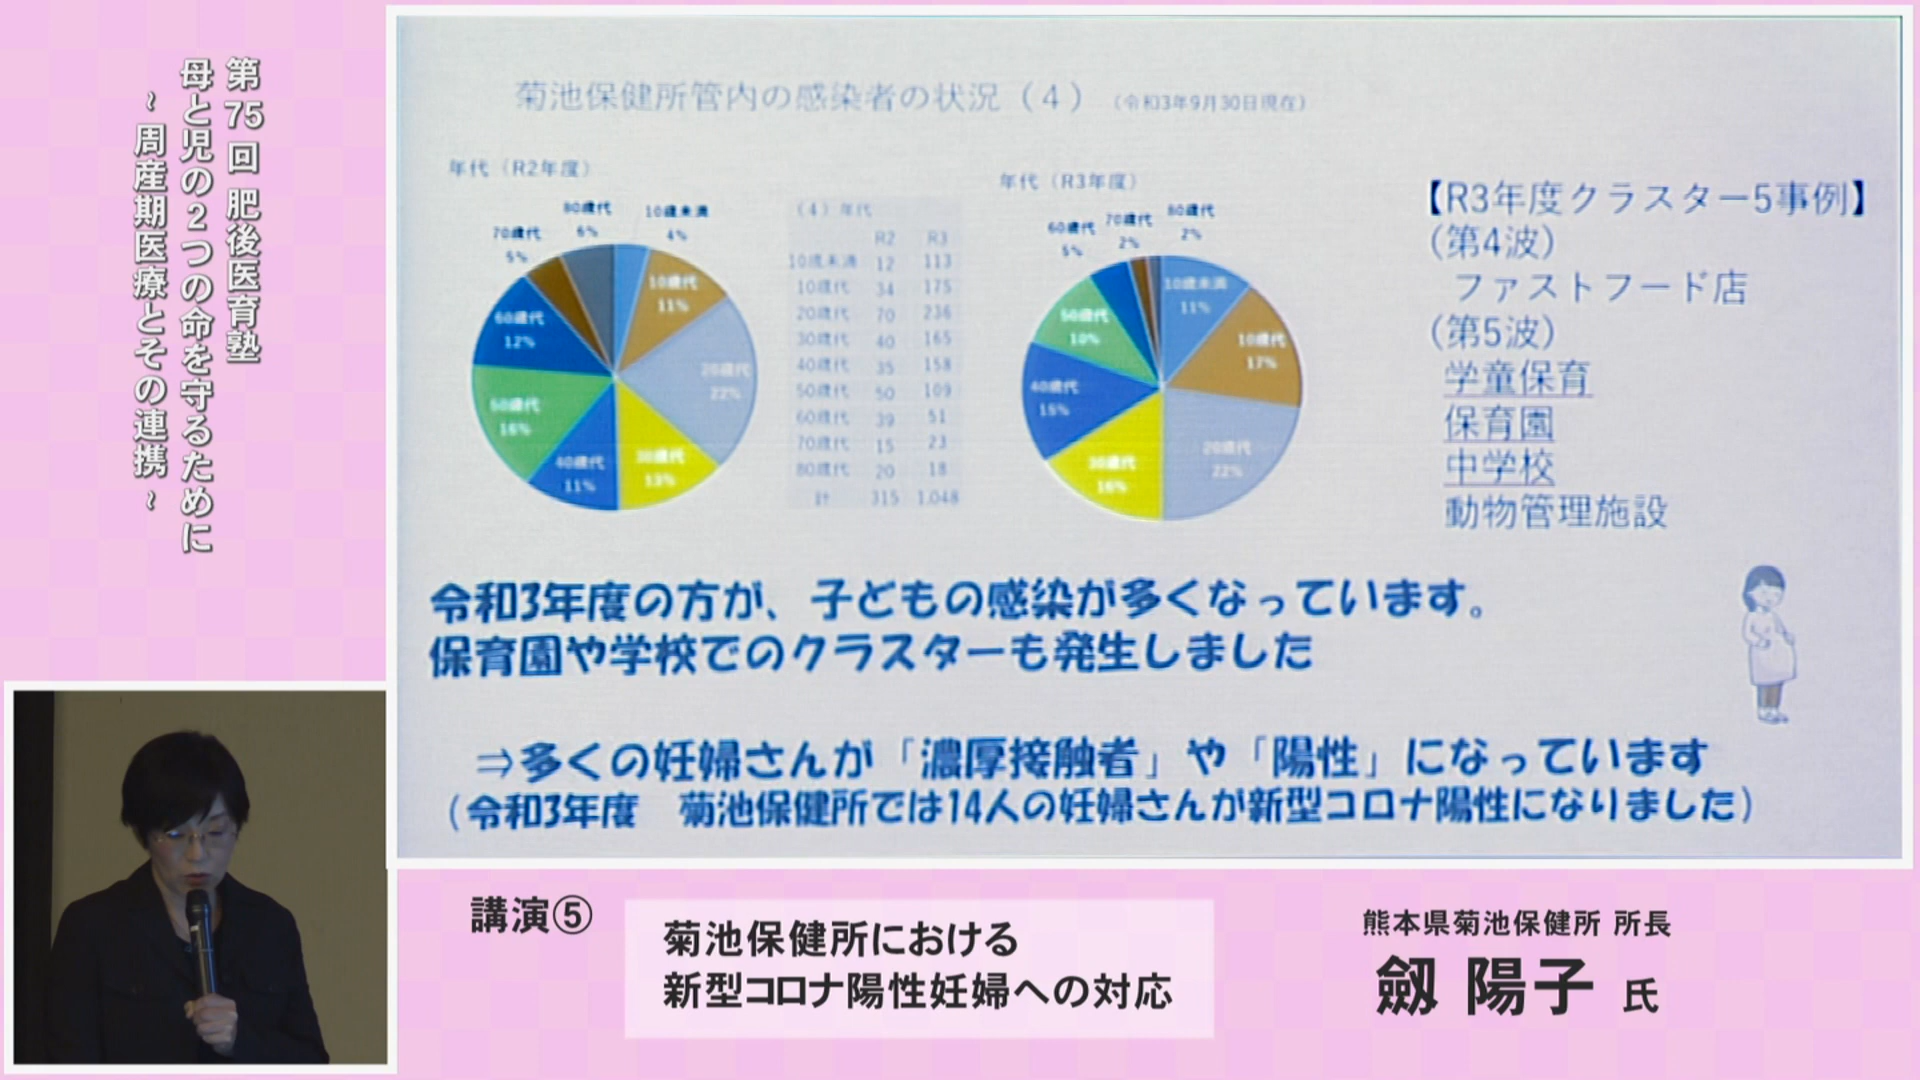 第75回 肥後医育塾
母と児の2つの命を守るために
~周産期医療とその連携~
菊池保健所管内の感染者の状況（4）（令和3年9月30日現在）
年代（R2年度）
80歳代
6%
10歳未満
4%
70歳代
5%
10歳代
11%
60歳代
12%
20歳代
22%
50歳代
16%
40歳代
11%
30歳代
13%
（4）年代
R2 R3
10歳未満 12 113
10歳代 34 175
20歳代 70 236
30歳代 40 165
40歳代 35 158
50歳代 50 109
60歳代 39 51
70歳代 15 23
80歳代 20 18
計 315 1,048
年代（R3年度）
60歳代
5%
70歳代
2%
80歳代
2%
10歳未満
11%
50歳代
10%
10歳代
17%
40歳代
15%
20歳代
22%
30歳代
16%
【R3年度クラスター5事例】
（第4波）
ファストフード店
（第5波）
学童保育
保育園
中学校
動物管理施設
令和3年度の方が、子どもの感染が多くなっています。
保育園や学校でのクラスターも発生しました
⇒多くの妊婦さんが「濃厚接触者」や「陽性」になっています
（令和3年度　菊池保健所では14人の妊婦さんが新型コロナ陽性になりました）
講演⑤
菊池保健所における
新型コロナ陽性妊婦への対応
熊本県菊池保健所 所長
劔 陽子 氏